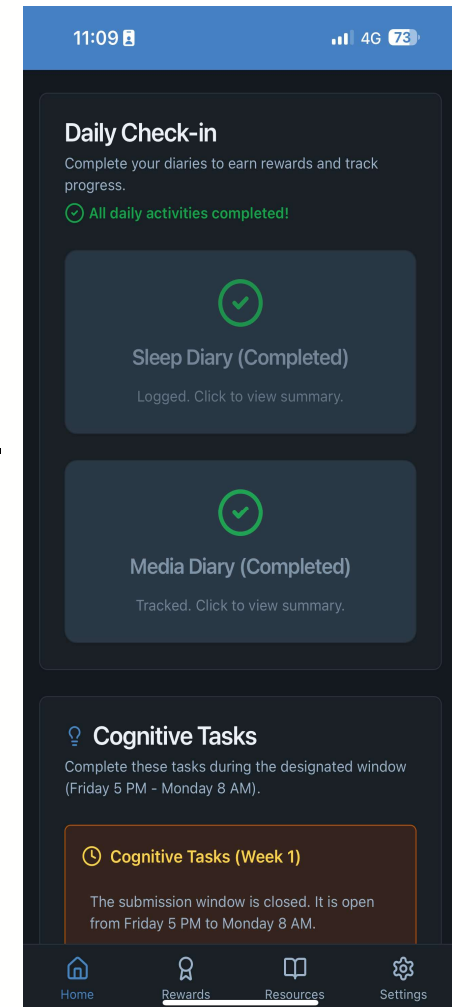 11:09
4G 73
Daily Check-in
Complete your diaries to earn rewards and track
progress.
All daily activities completed!
Sleep Diary (Completed)
Logged. Click to view summary.
Media Diary (Completed)
Tracked. Click to view summary.
Cognitive Tasks
Complete these tasks during the designated window
(Friday 5 PM - Monday 8 AM).
Cognitive Tasks (Week 1)
The submission window is closed. It is open
from Friday 5 PM to Monday 8 AM.
Home
Rewards
Resources
Settings